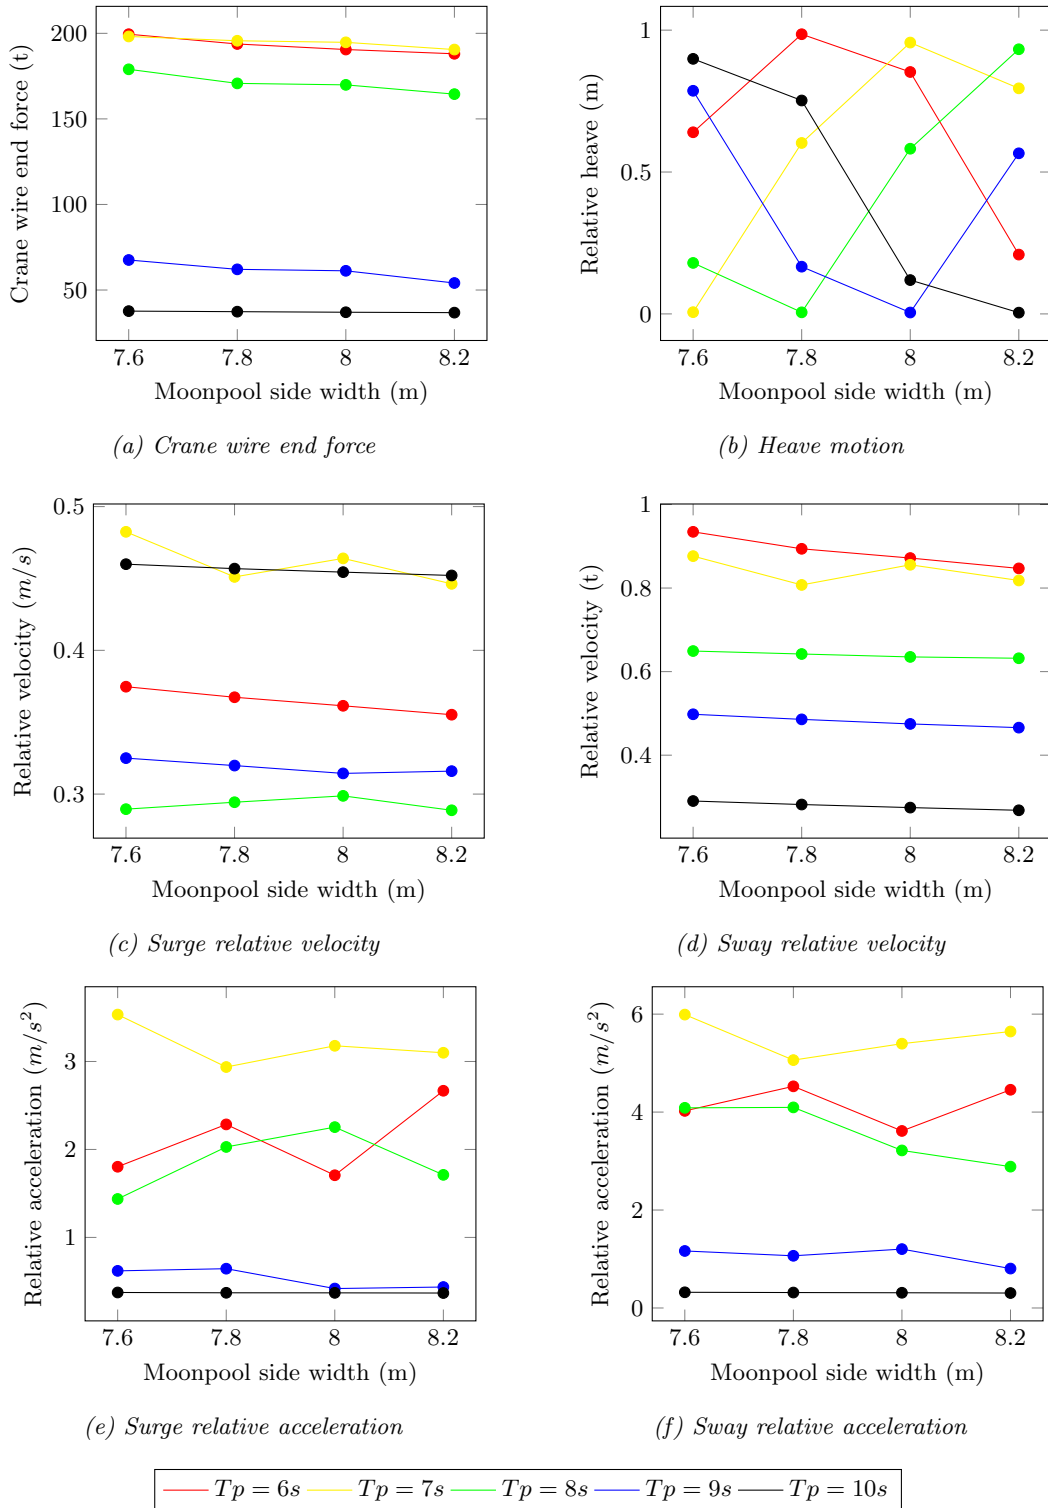 200
150
100
50
7.6 7.8 8 8.2
Crane wire end force (t)
Moonpool side width (m)
(a) Crane wire end force
1
0.5
0
7.6 7.8 8 8.2
Relative heave (m)
Moonpool side width (m)
(b) Heave motion
0.5
0.4
0.3
7.6 7.8 8 8.2
Relative velocity (m/s)
Moonpool side width (m)
(c) Surge relative velocity
1
0.8
0.6
0.4
7.6 7.8 8 8.2
Relative velocity (t)
Moonpool side width (m)
(d) Sway relative velocity
3
2
1
7.6 7.8 8 8.2
Relative acceleration (m/s²)
Moonpool side width (m)
(e) Surge relative acceleration
6
4
2
0
7.6 7.8 8 8.2
Relative acceleration (m/s²)
Moonpool side width (m)
(f) Sway relative acceleration
Tp = 6s Tp = 7s Tp = 8s Tp = 9s Tp = 10s